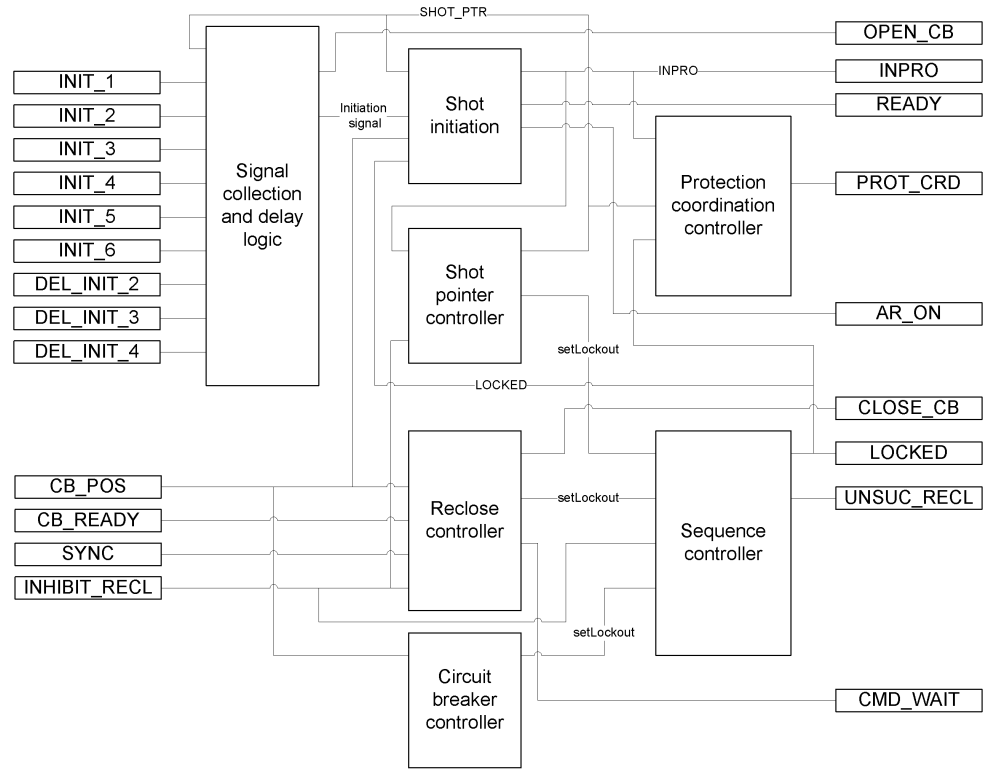 SHOT_PTR
OPEN_CB
INIT_1
INIT_2
INIT_3
INIT_4
INIT_5
INIT_6
DEL_INIT_2
DEL_INIT_3
DEL_INIT_4
Signal
collection
and delay
logic
Initiation
signal
Shot
initiation
INPRO
INPRO
READY
Protection
coordination
controller
PROT_CRD
Shot
pointer
controller
AR_ON
setLockout
LOCKED
CLOSE_CB
LOCKED
UNSUC_RECL
CB_POS
CB_READY
SYNC
INHIBIT_RECL
Reclose
controller
setLockout
Sequence
controller
setLockout
Circuit
breaker
controller
CMD_WAIT